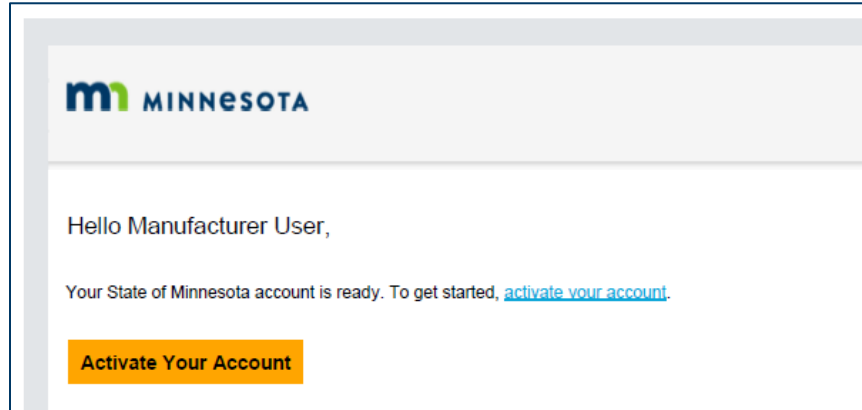 mn MINNESOTA
Hello Manufacturer User,
Your State of Minnesota account is ready. To get started, activate your account.
Activate Your Account